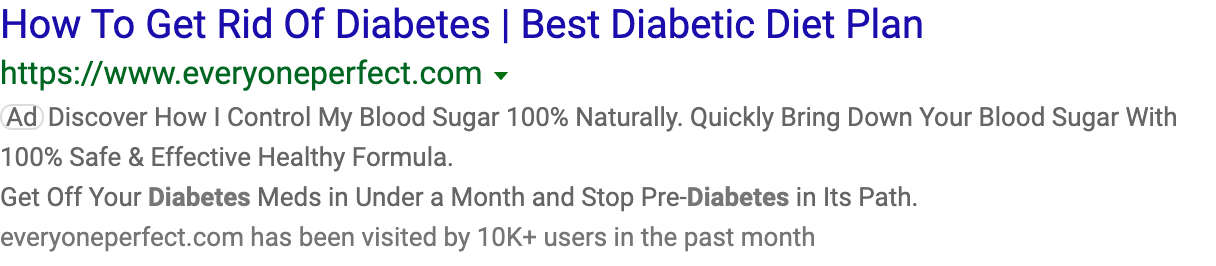 How To Get Rid Of Diabetes | Best Diabetic Diet Plan
https://www.everyoneperfect.com
Ad Discover How I Control My Blood Sugar 100% Naturally. Quickly Bring Down Your Blood Sugar With
100% Safe & Effective Healthy Formula.
Get Off Your Diabetes Meds in Under a Month and Stop Pre-Diabetes in Its Path.
everyoneperfect.com has been visited by 10K+ users in the past month